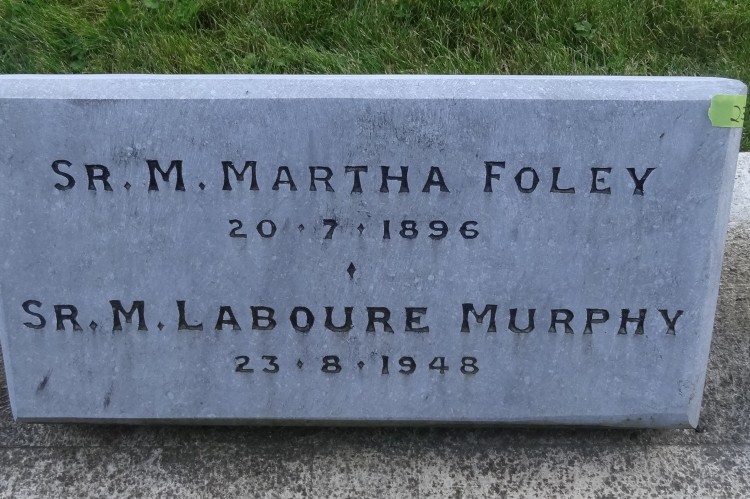 SR. M. MARTHA FOLEY
20 · 7 · 1896
SR. M. LABOURE MURPHY
23 · 8 · 1948